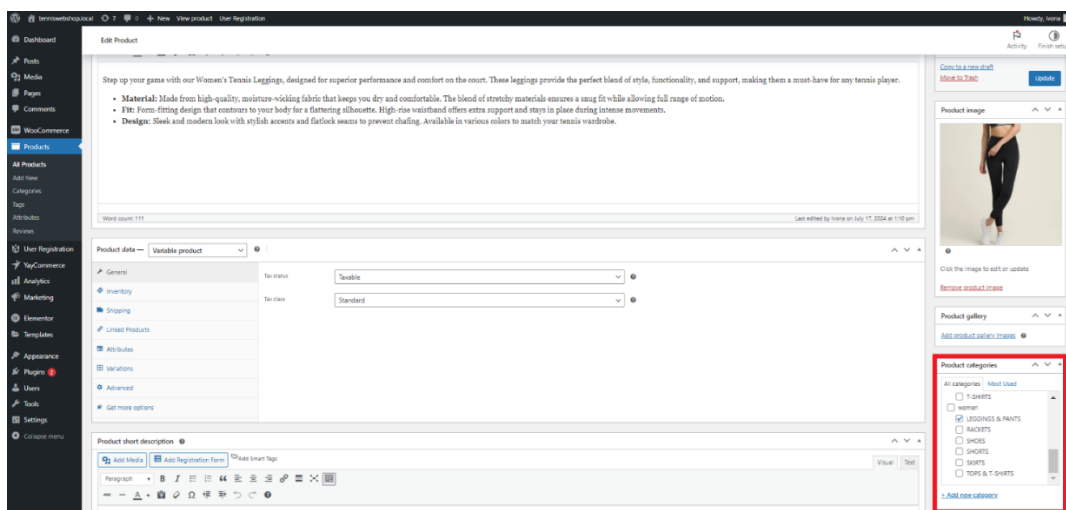 tenniswebshop.local 7 0 + New View product User Registration Howdy, Ivona
Dashboard
Posts
Media
Pages
Comments
WooCommerce
Products
All Products
Add New
Categories
Tags
Attributes
Reviews
User Registration
YayCommerce
Analytics
Marketing
Elementor
Templates
Appearance
Plugins 2
Users
Tools
Settings
Collapse menu
Edit Product
Activity Finish setu
Step up your game with our Women's Tennis Leggings, designed for superior performance and comfort on the court. These leggings provide the perfect blend of style, functionality, and support, making them a must-have for any tennis player.
• Material: Made from high-quality, moisture-wicking fabric that keeps you dry and comfortable. The blend of stretchy materials ensures a snug fit while allowing full range of motion.
• Fit: Form-fitting design that contours to your body for a flattering silhouette. High-rise waistband offers extra support and stays in place during intense movements.
• Design: Sleek and modern look with stylish accents and flatlock seams to prevent chafing. Available in various colors to match your tennis wardrobe.
Word count: 111 Last edited by Ivona on July 17, 2024 at 1:10 pm
Product data — Variable product
General
Inventory
Shipping
Linked Products
Attributes
Variations
Advanced
Get more options
Tax status Taxable
Tax class Standard
Product short description
Add Media Add Registration Form Add Smart Tags Visual Text
Paragraph
Copy to a new draft
Move to Trash Update
Product image
Click the image to edit or update
Remove product image
Product gallery
Add product gallery images
Product categories
All categories Most Used
T-SHIRTS
women
LEGGINGS & PANTS
RACKETS
SHOES
SHORTS
SKIRTS
TOPS & T-SHIRTS
+ Add new category